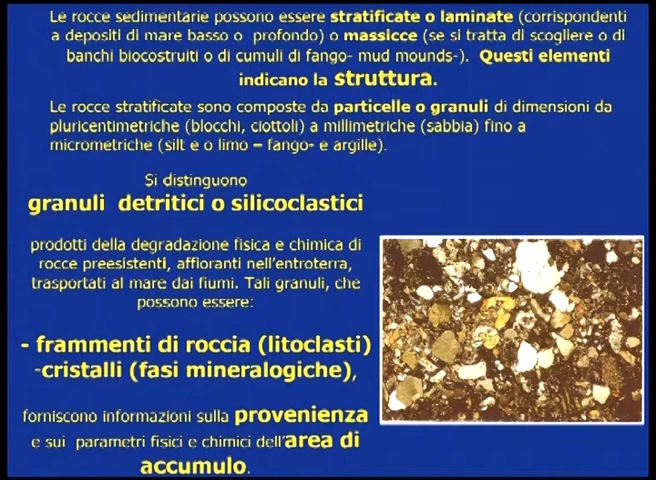 Le rocce sedimentarie possono essere stratificate o laminate (corrispondenti
a depositi di mare basso o profondo) o massicce (se si tratta di scogliere o di
banchi biocostruiti o di cumuli di fango- mud mounds-). Questi elementi
indicano la struttura.
Le rocce stratificate sono composte da particelle o granuli di dimensioni da
pluricentimetriche (blocchi, ciottoli) a millimetriche (sabbia) fino a
micrometriche (silt e o limo – fango- e argille).
Si distinguono
granuli detritici o silicoclastici
prodotti della degradazione fisica e chimica di
rocce preesistenti, affioranti nell'entroterra,
trasportati al mare dai fiumi. Tali granuli, che
possono essere:
- frammenti di roccia (litoclasti)
-cristalli (fasi mineralogiche),
forniscono informazioni sulla provenienza
e sui parametri fisici e chimici dell'area di
accumulo.